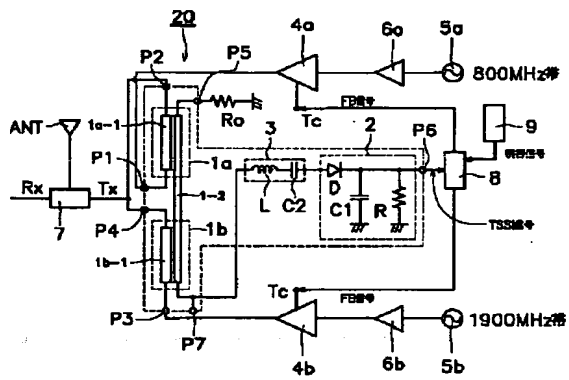 20
4a
6a
5a
P2
P5
800MHz帯
Ro
Tc
FB信号
9
ANT
1a-1
3
2
P6
P1
1a
8
Rx
Tx
1-2
D
L
C2
C1
R
TSSI信号
7
P4
1b
1b-1
Tc
FB信号
1900MHz帯
P3
P7
4b
6b
5b